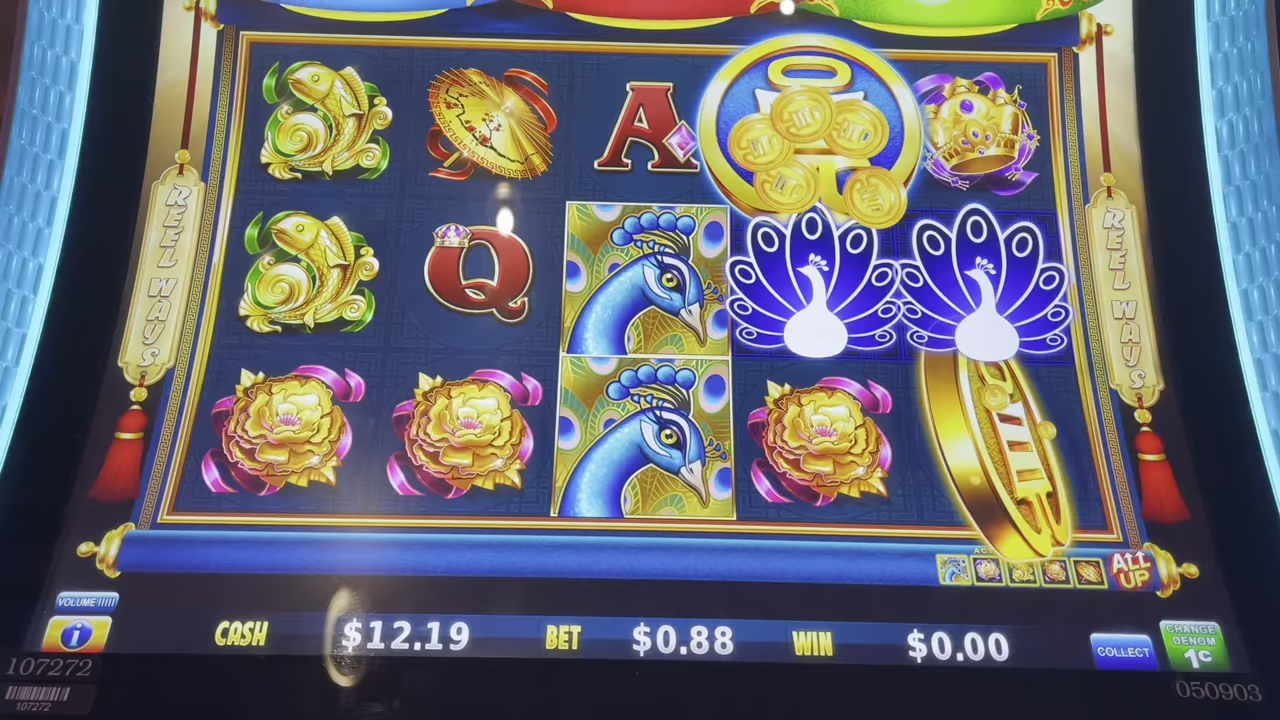 A
Q
REEL WAYS
REEL WAYS
ALL UP
VOLUME
i
CASH $12.19 BET $0.88 WIN $0.00
COLLECT
CHANGE
DENOM
1¢
107272
107272
050903